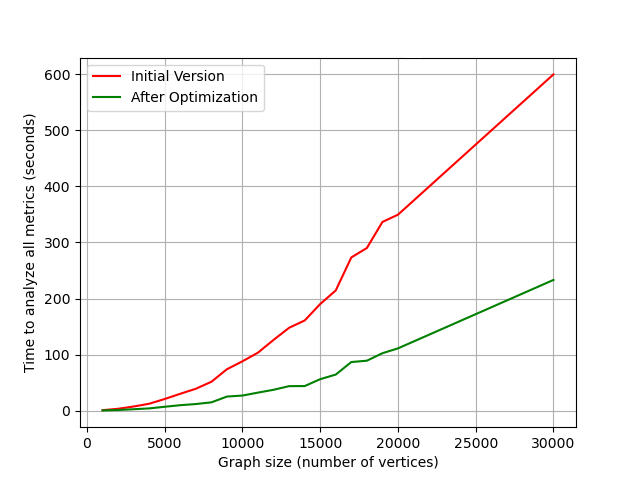 Initial Version
After Optimization
600
500
400
300
200
100
0
Time to analyze all metrics (seconds)
0 5000 10000 15000 20000 25000 30000
Graph size (number of vertices)